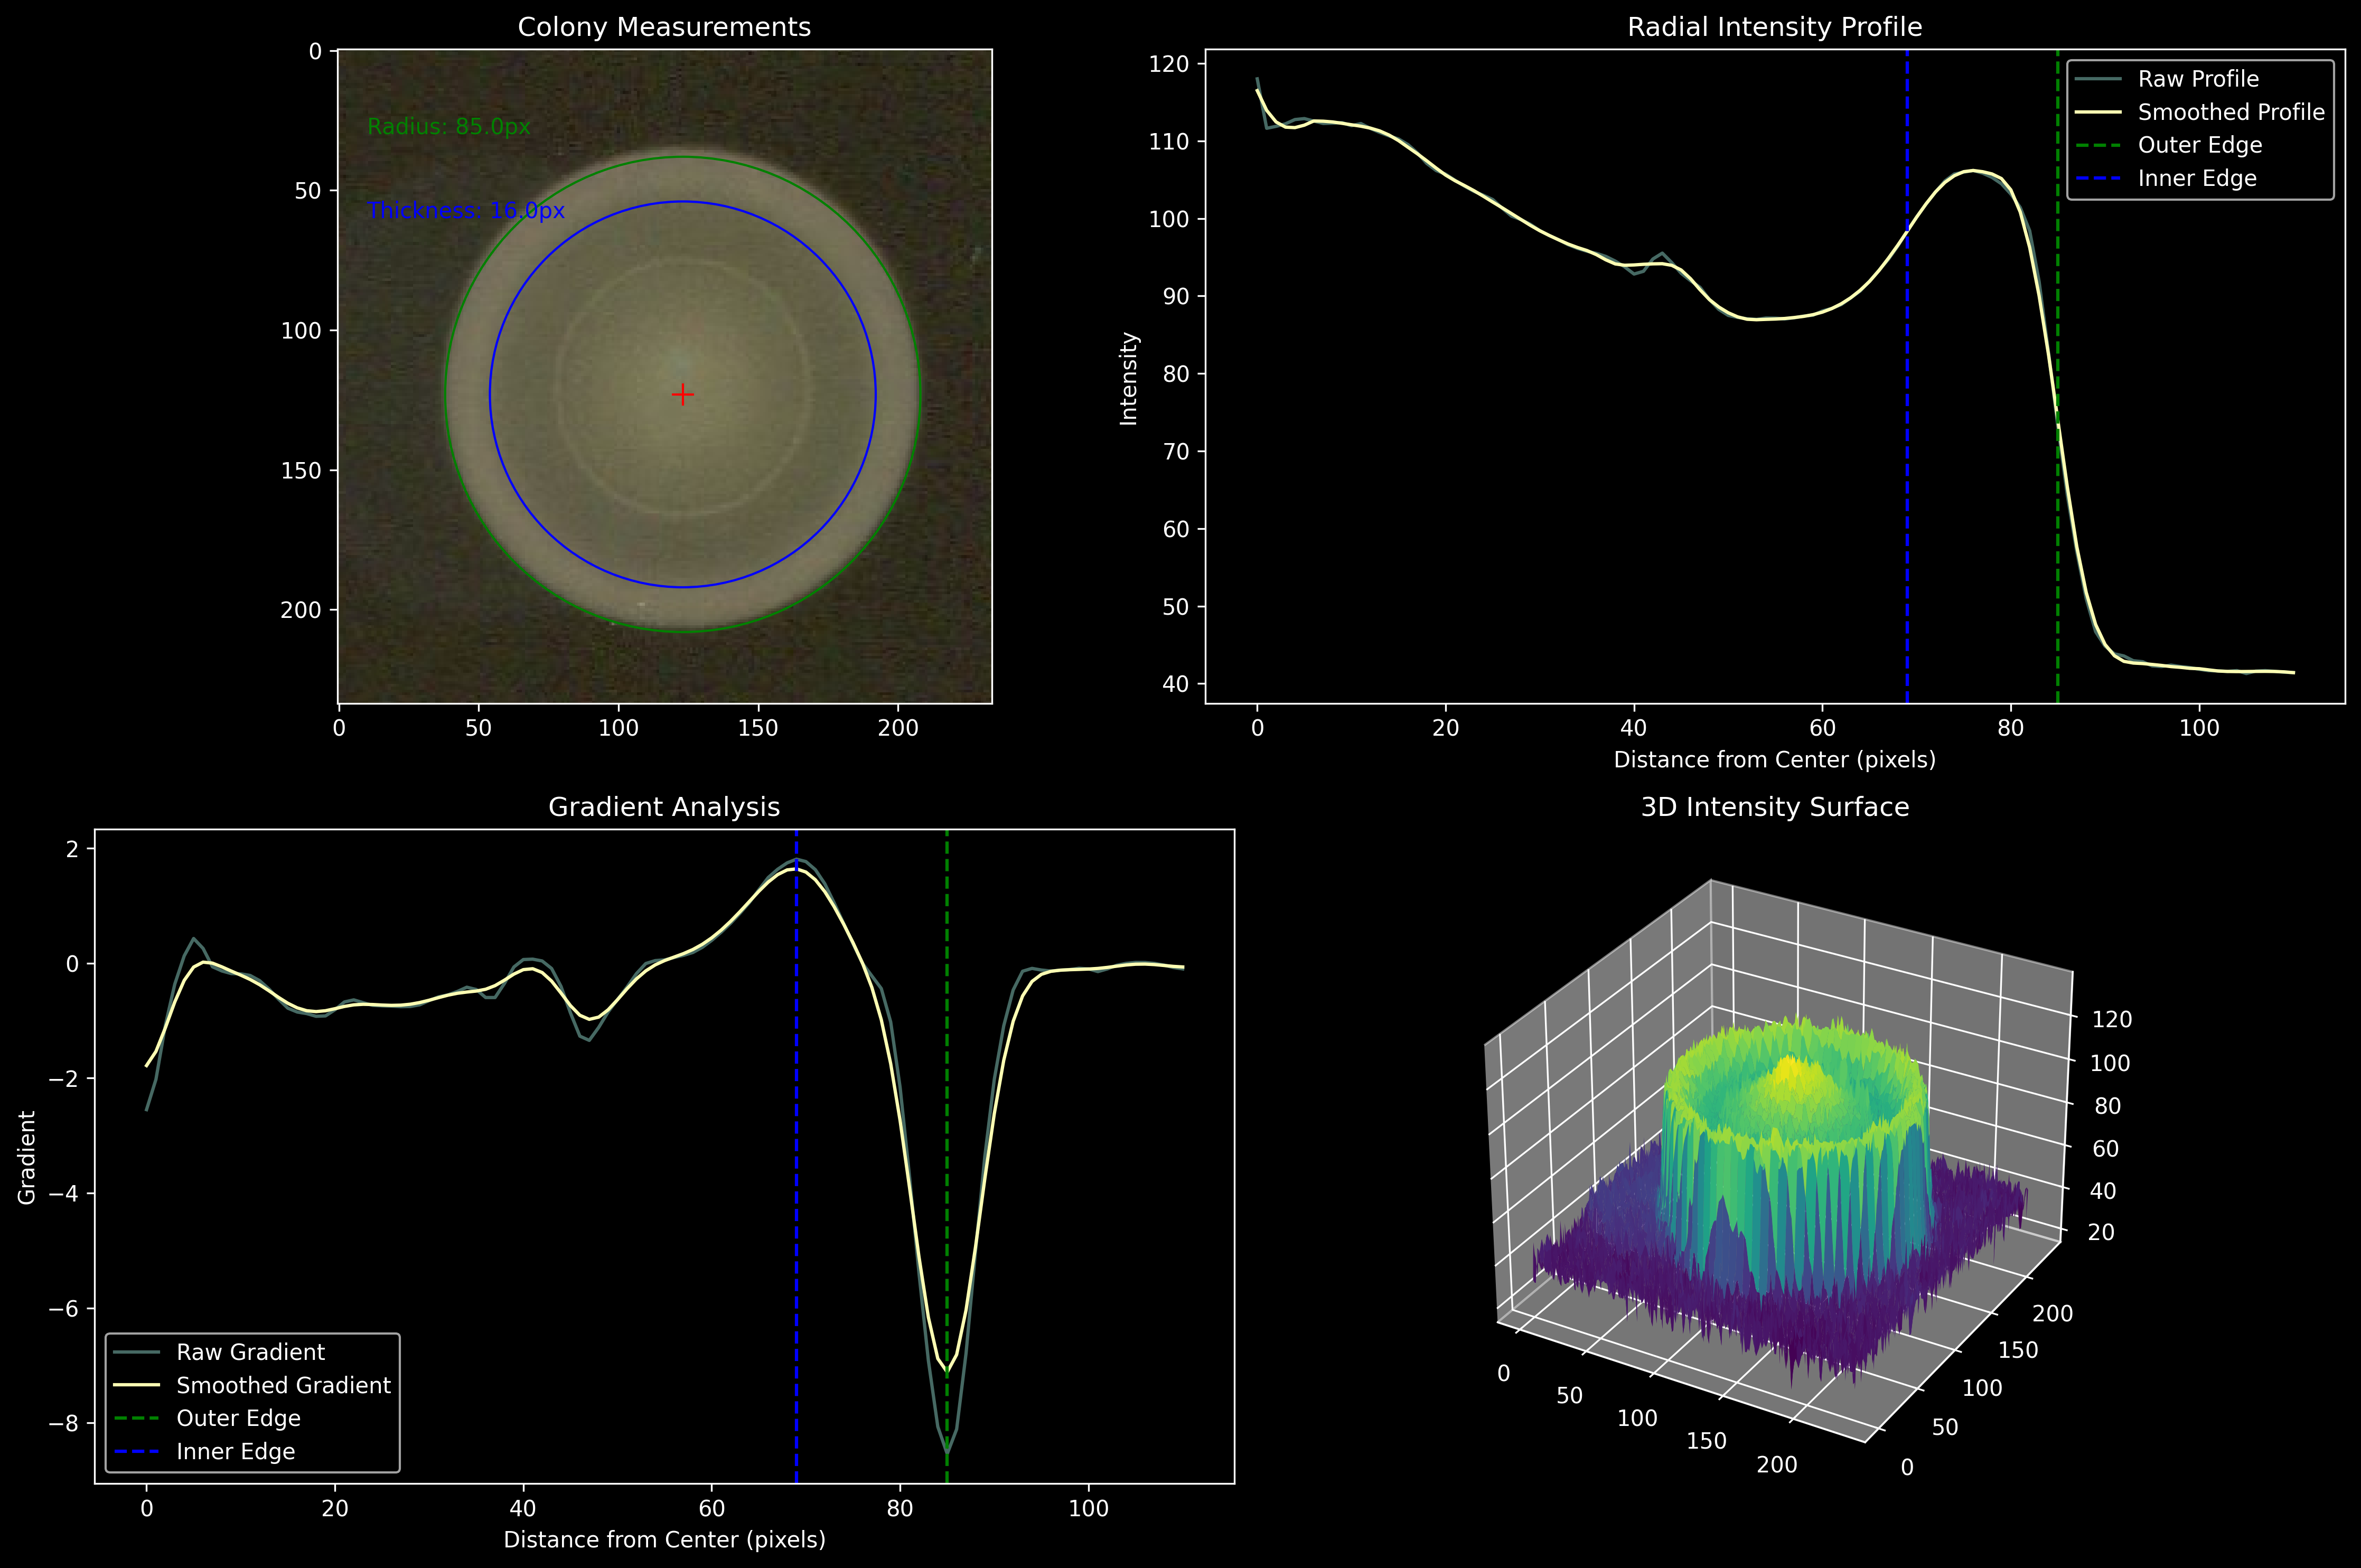 Colony Measurements
0
50
100
150
200
Radius: 85.0px
Thickness: 16.0px
0
50
100
150
200
Radial Intensity Profile
Intensity
120
110
100
90
80
70
60
50
40
Raw Profile
Smoothed Profile
Outer Edge
Inner Edge
0
20
40
60
80
100
Distance from Center (pixels)
Gradient Analysis
Gradient
2
0
−2
−4
−6
−8
Raw Gradient
Smoothed Gradient
Outer Edge
Inner Edge
0
20
40
60
80
100
Distance from Center (pixels)
3D Intensity Surface
120
100
80
60
40
20
0
50
100
150
200
0
50
100
150
200